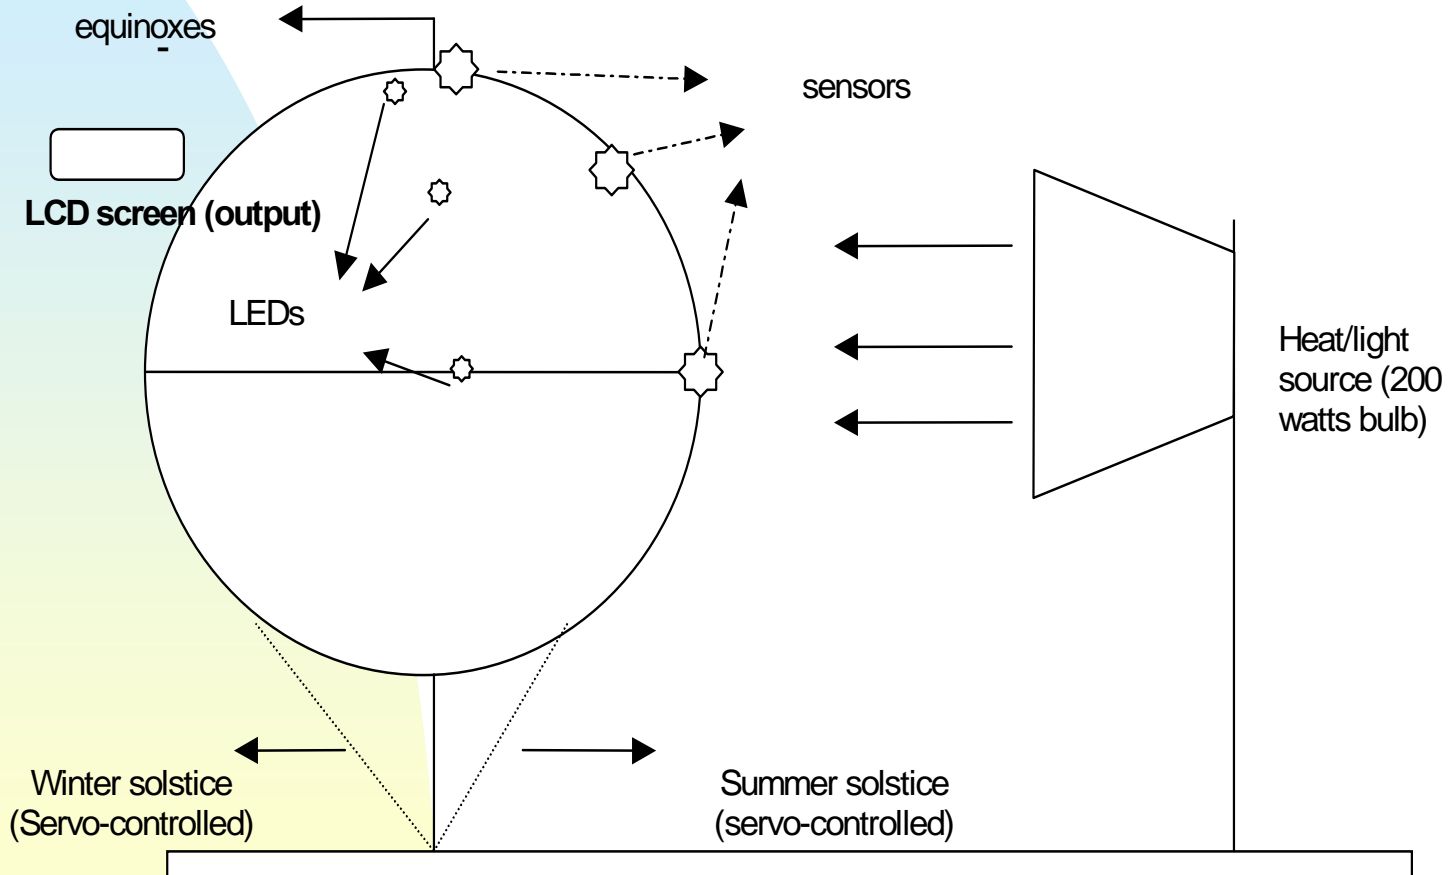 equinoxes
-
sensors
LCD screen (output)
LEDs
Heat/light
source (200
watts bulb)
Winter solstice
(Servo-controlled)
Summer solstice
(servo-controlled)